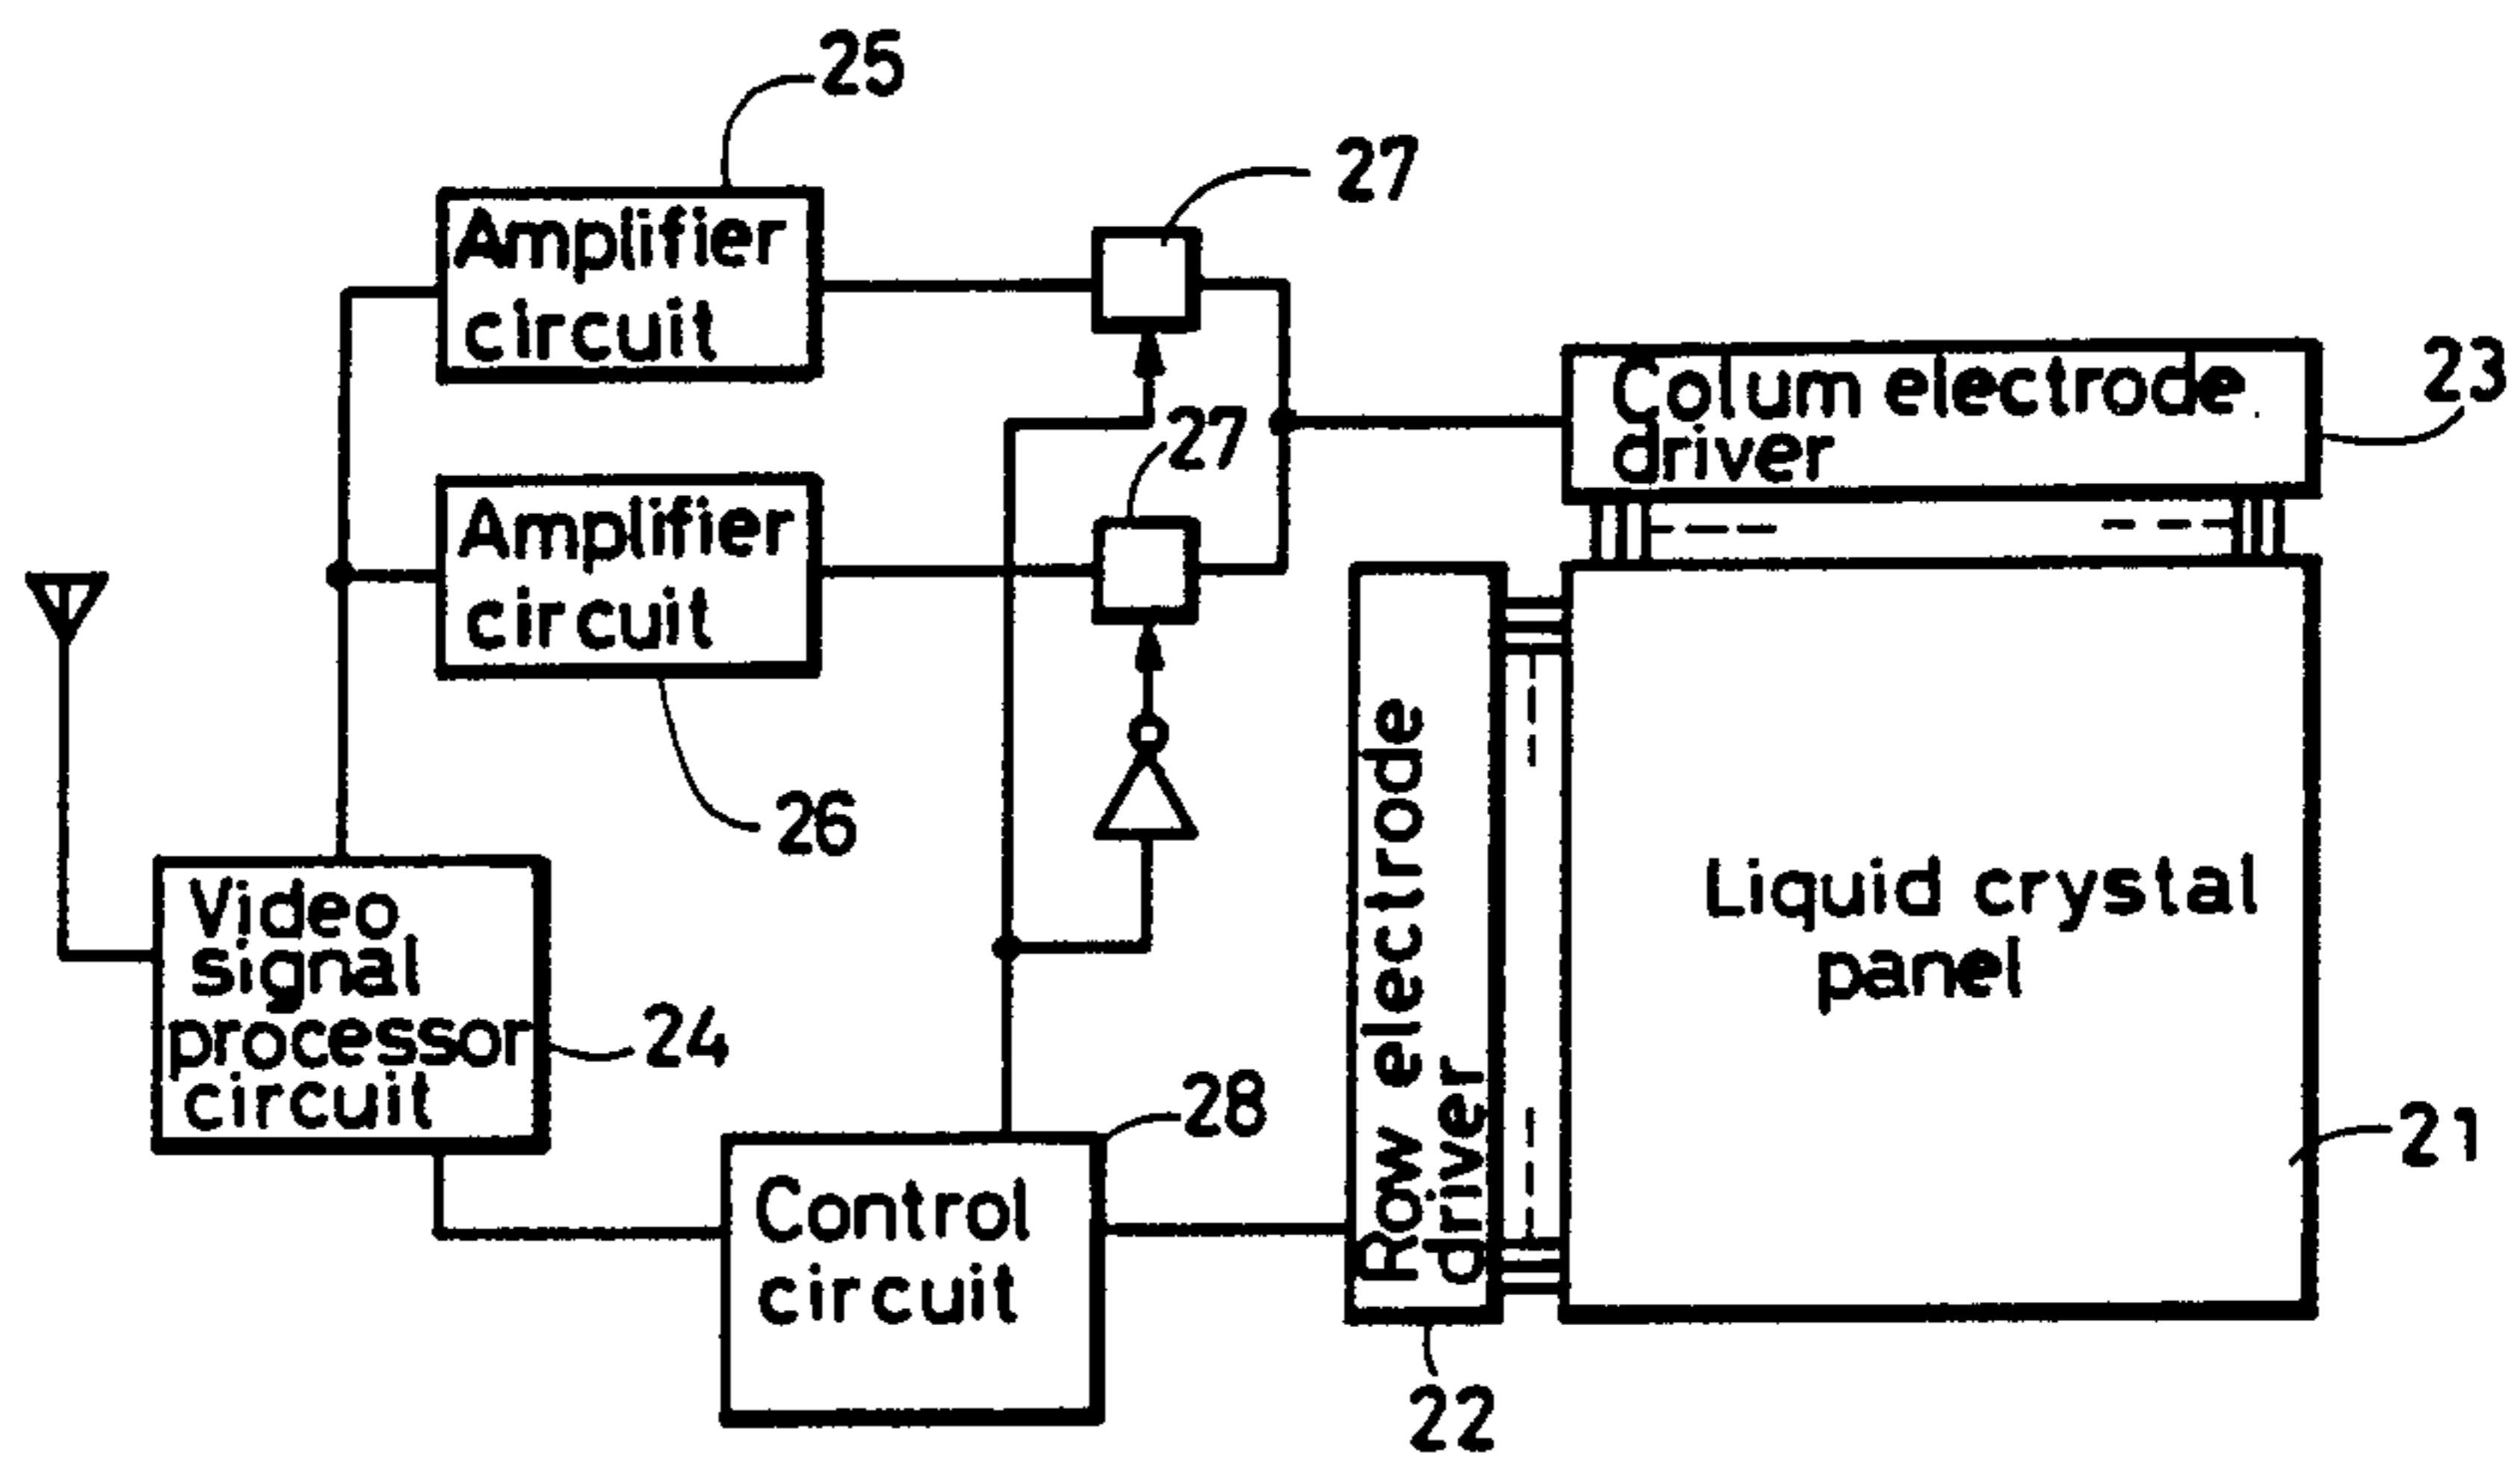 25
Amplifier
circuit
27
Colum electrode
driver
23
27
Amplifier
circuit
26
Video
signal
processor
circuit
24
Row electrode
driver
Liquid crystal
panel
28
Control
circuit
21
22